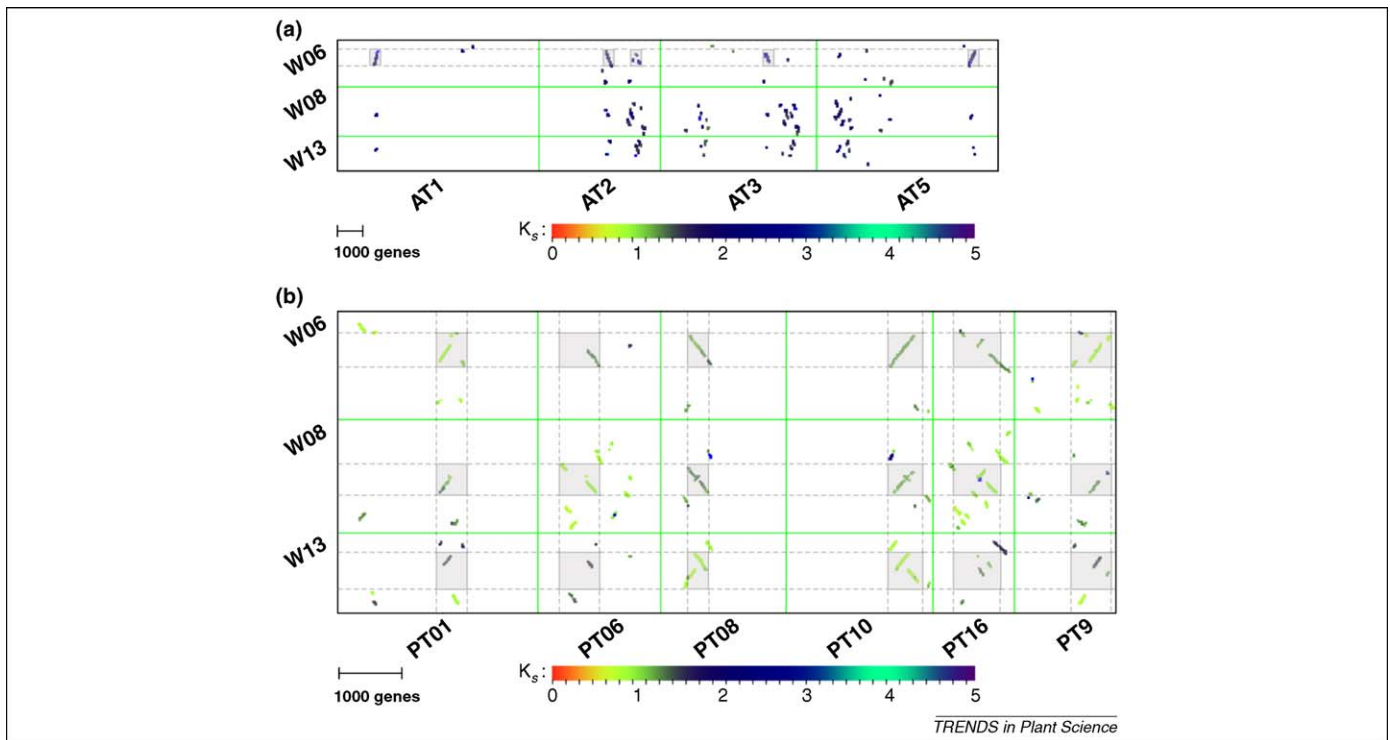 (a)
W06
W08
W13
AT1 AT2 AT3 AT5
1000 genes
Ks:
0 1 2 3 4 5
(b)
W06
W08
W13
PT01 PT06 PT08 PT10 PT16 PT9
1000 genes
Ks:
0 1 2 3 4 5
TRENDS in Plant Science